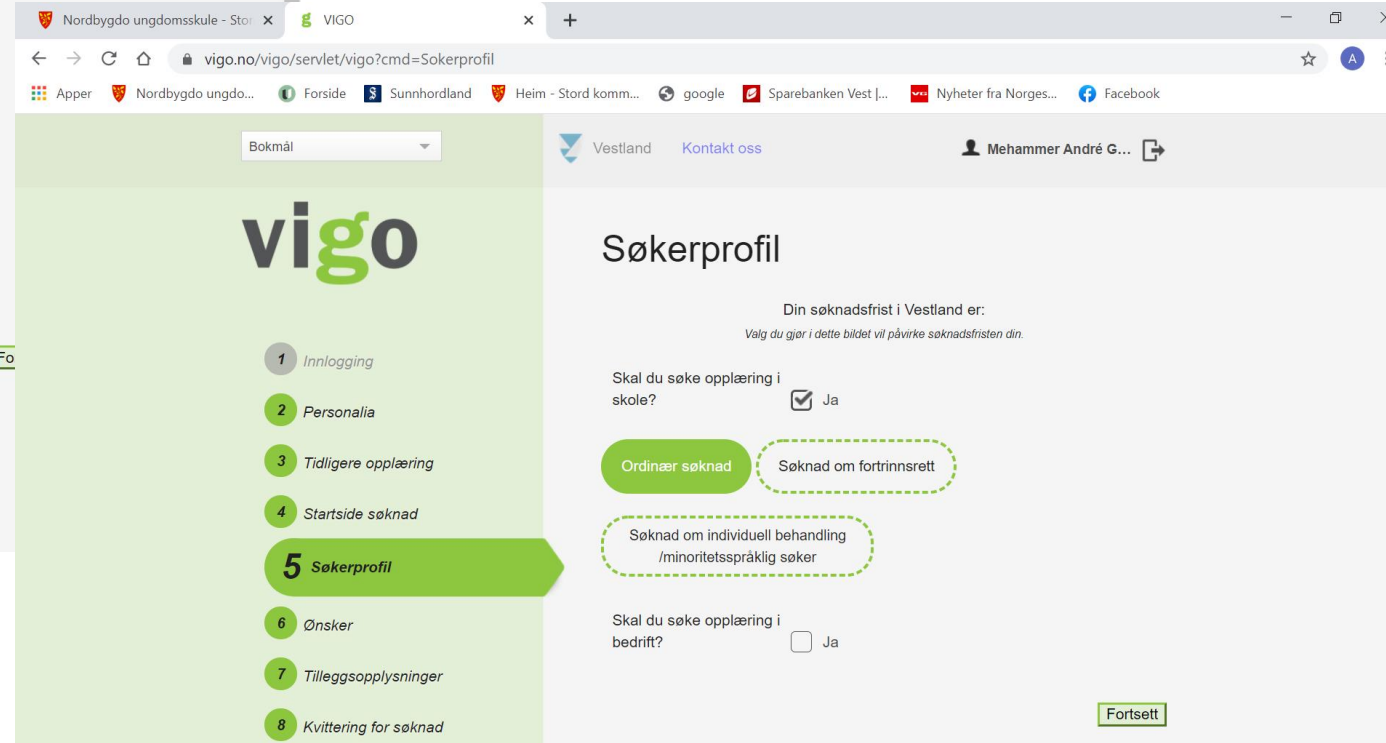 Nordbygdo ungdomsskule - Sto
VIGO
vigo.no/vigo/servlet/vigo?cmd=Sokerprofil
A
Apper
Nordbygdo ungdo...
Forside
Sunnhordland
Heim - Stord komm...
google
Sparebanken Vest |...
Nyheter fra Norges...
Facebook
Bokmål
Vestland
Kontakt oss
Mehammer André G...
vigo
Søkerprofil
Din søknadsfrist i Vestland er:
Valg du gjør i dette bildet vil påvirke søknadsfristen din.
Fo
1 Innlogging
2 Personalia
3 Tidligere opplæring
4 Startside søknad
5 Søkerprofil
6 Ønsker
7 Tilleggsopplysninger
8 Kvittering for søknad
Skal du søke opplæring i
skole?
Ja
Ordinær søknad
Søknad om fortrinnsrett
Søknad om individuell behandling
/minoritetsspråklig søker
Skal du søke opplæring i
bedrift?
Ja
Fortsett